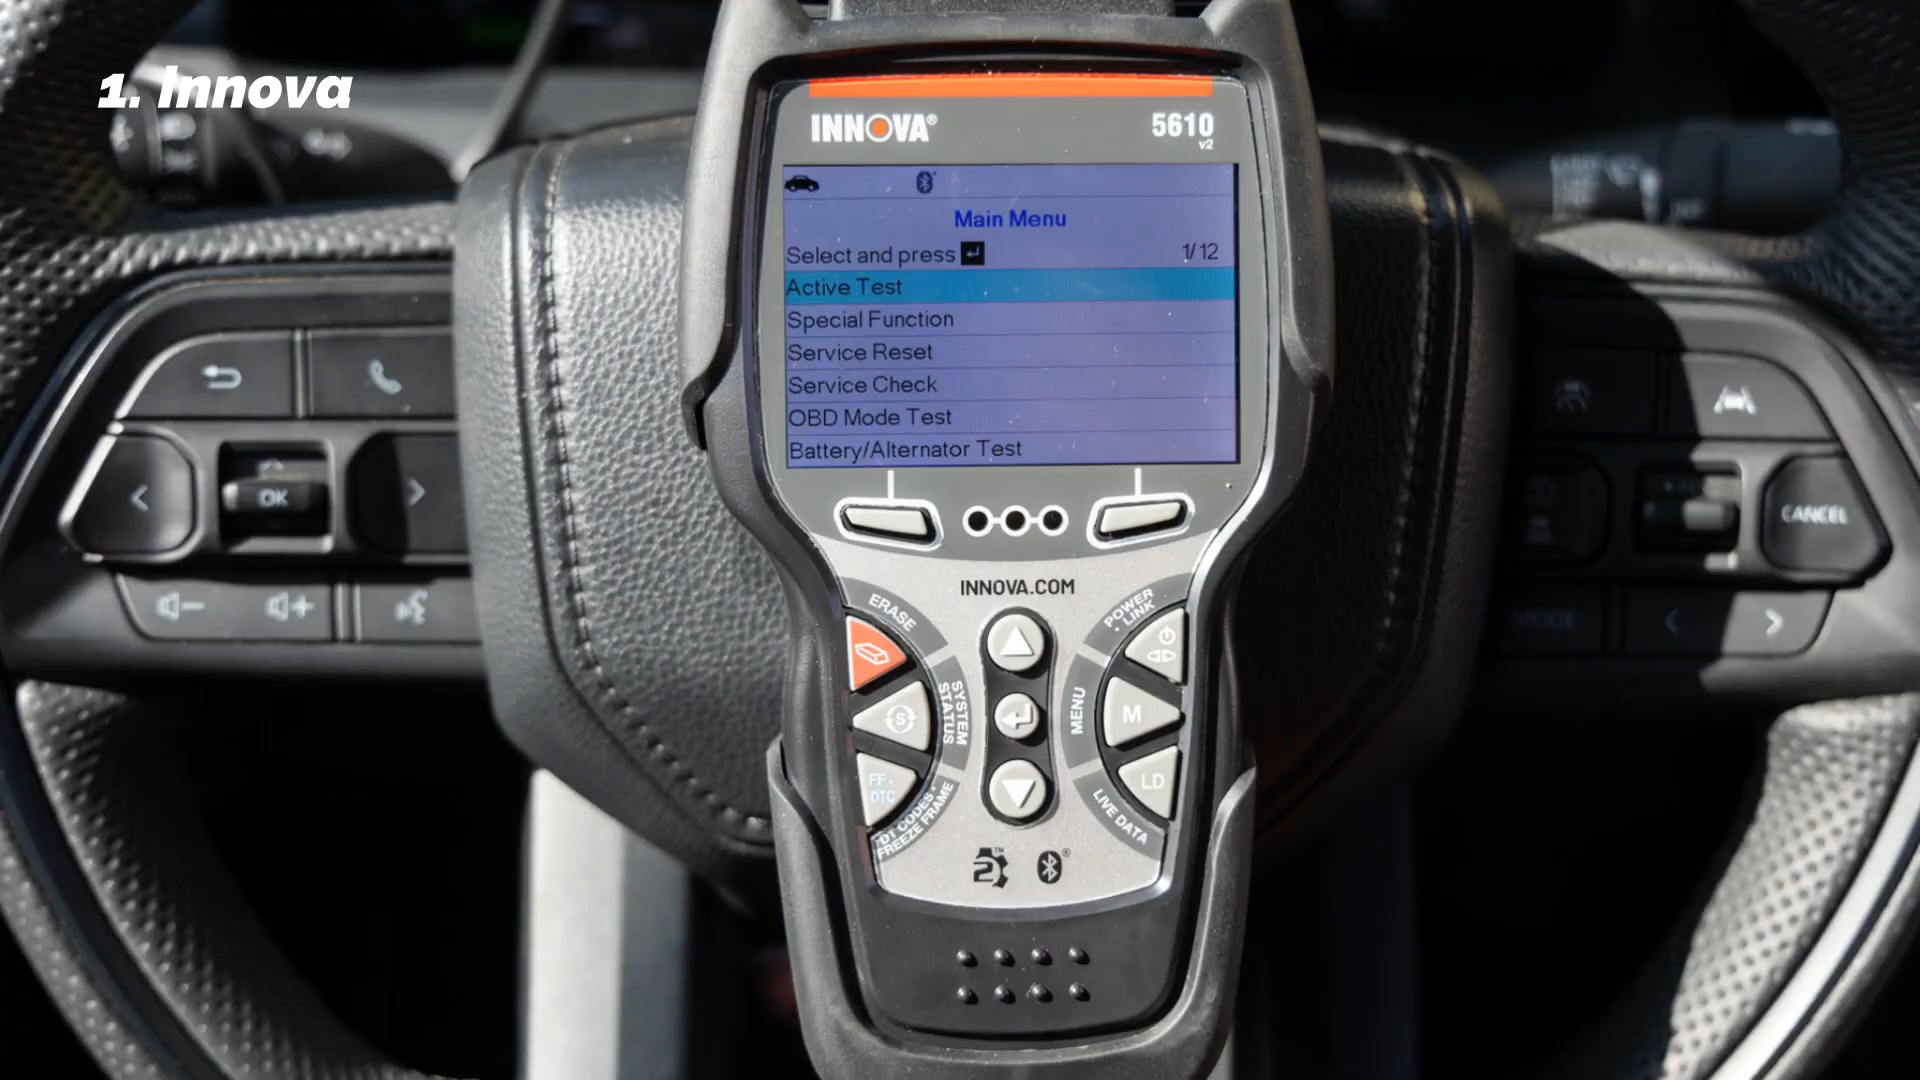 1. Innova
INNOVA®
5610
v2
Main Menu
Select and press
1/12
Active Test
Special Function
Service Reset
Service Check
OBD Mode Test
Battery/Alternator Test
INNOVA.COM
ERASE
POWER
• LINK
S
SYSTEM
STATUS
MENU
M
FF•
DTC
LD
LIVE DATA
FREEZE FRAME
OK
CANCEL
MODE
2™
®